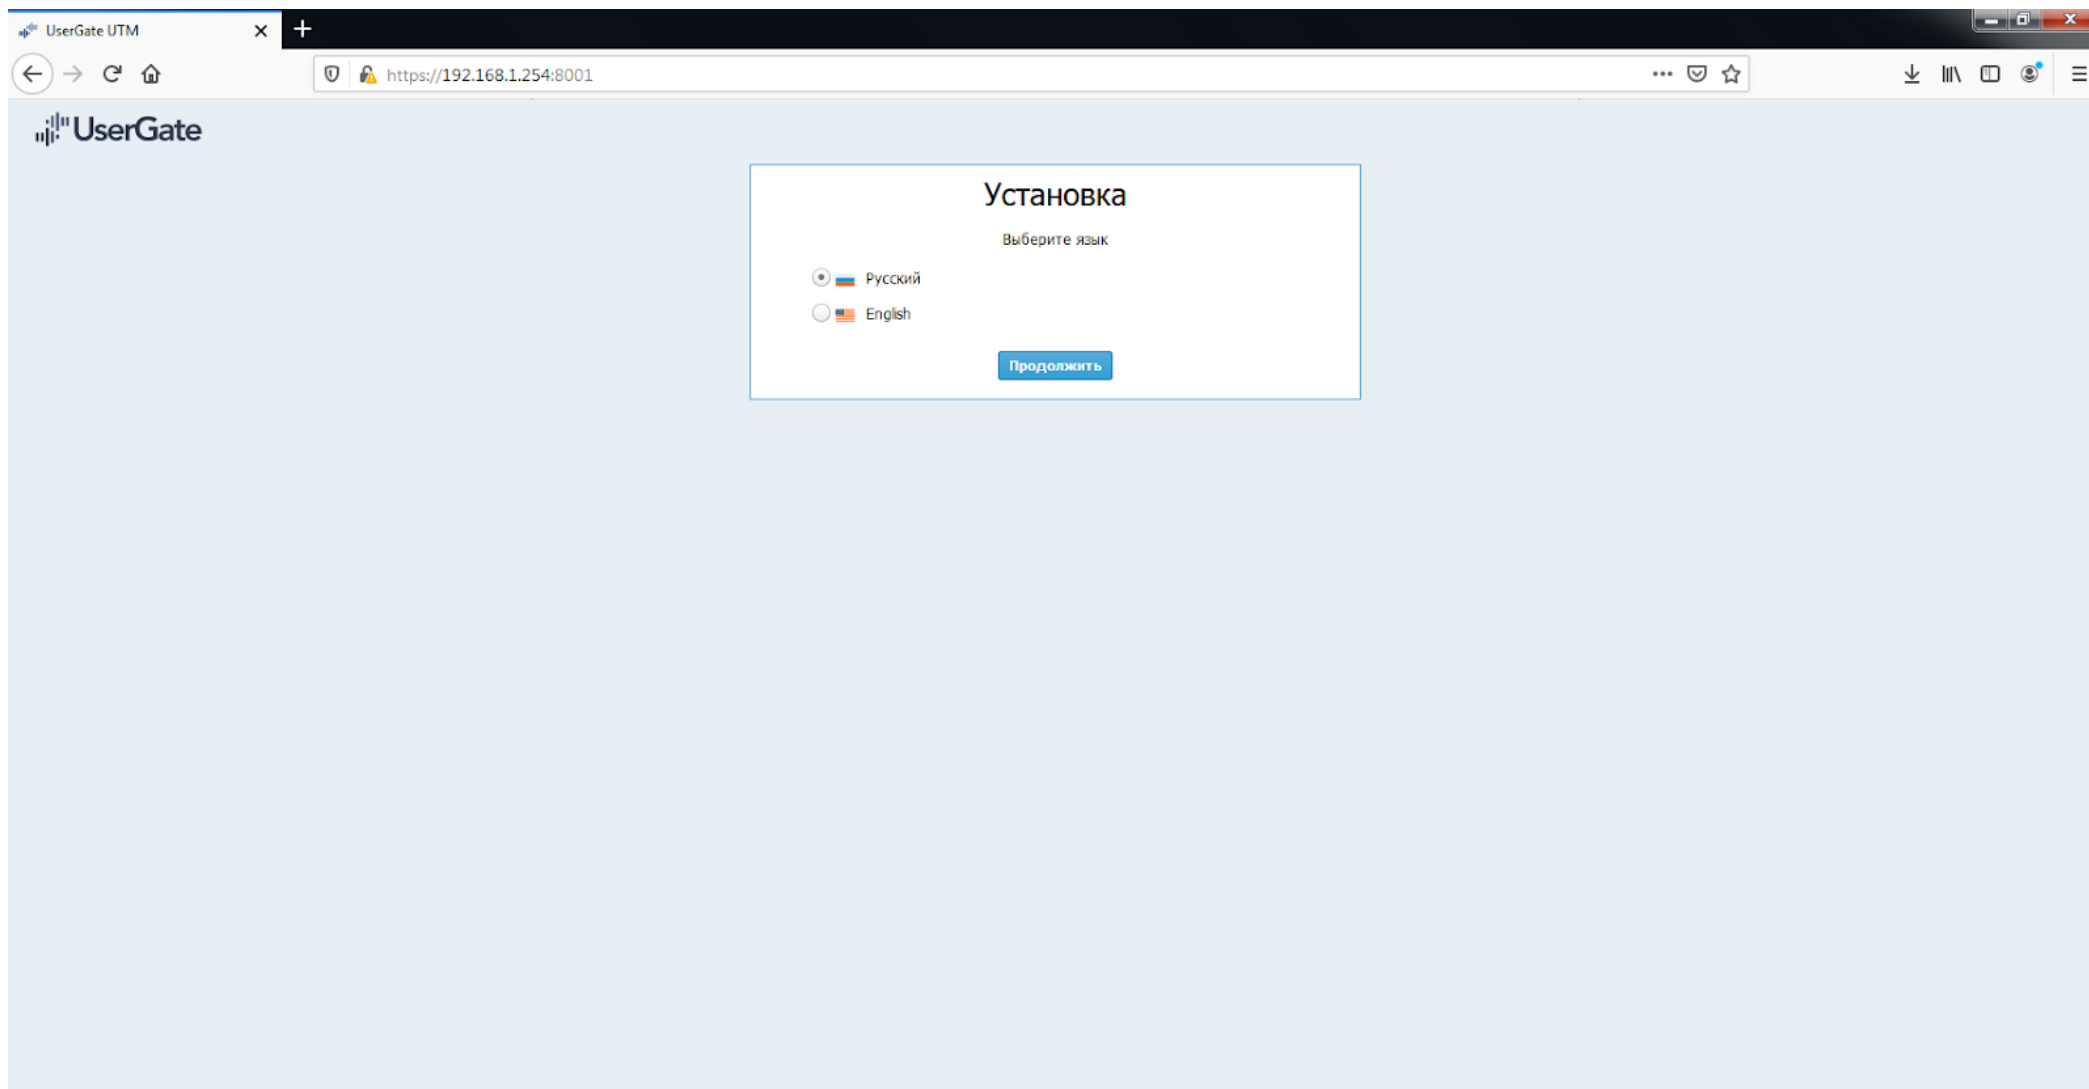 UserGate UTM
https://192.168.1.254:8001
UserGate
Установка
Выберите язык
Русский
English
Продолжить